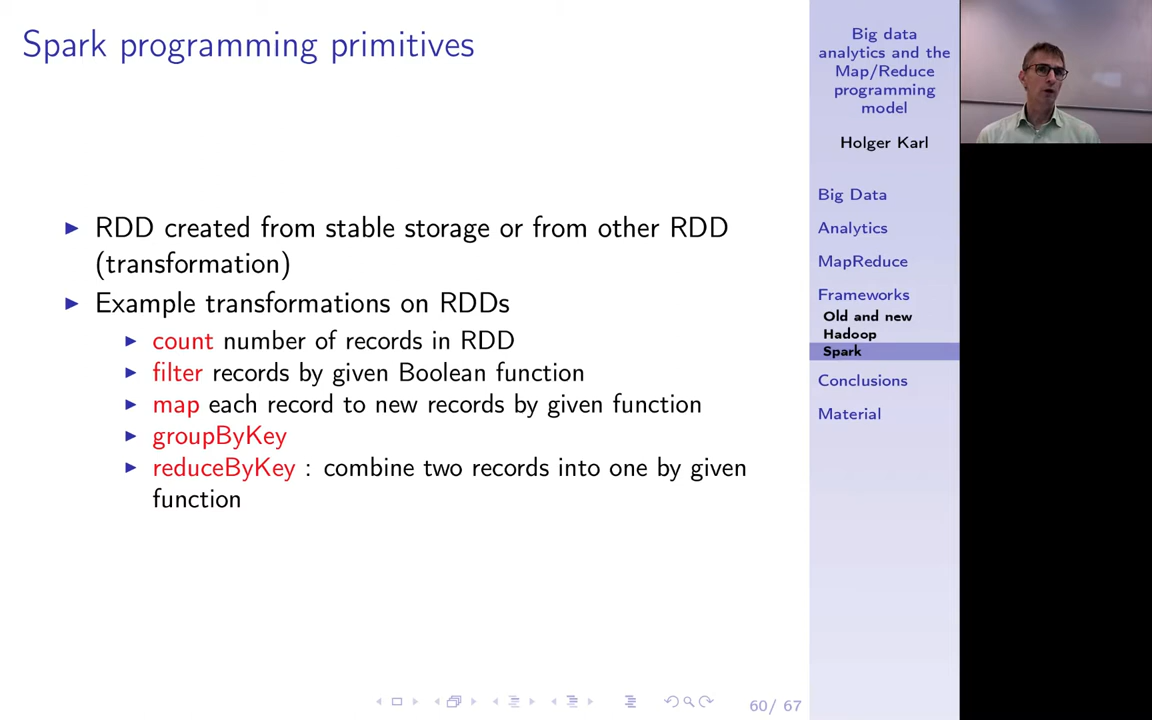 Spark programming primitives
RDD created from stable storage or from other RDD
(transformation)
Example transformations on RDDs
count number of records in RDD
filter records by given Boolean function
map each record to new records by given function
groupByKey
reduceByKey : combine two records into one by given
function
60/ 67
Big data
analytics and the
Map/Reduce
programming
model
Holger Karl
Big Data
Analytics
MapReduce
Frameworks
Old and new
Hadoop
Spark
Conclusions
Material